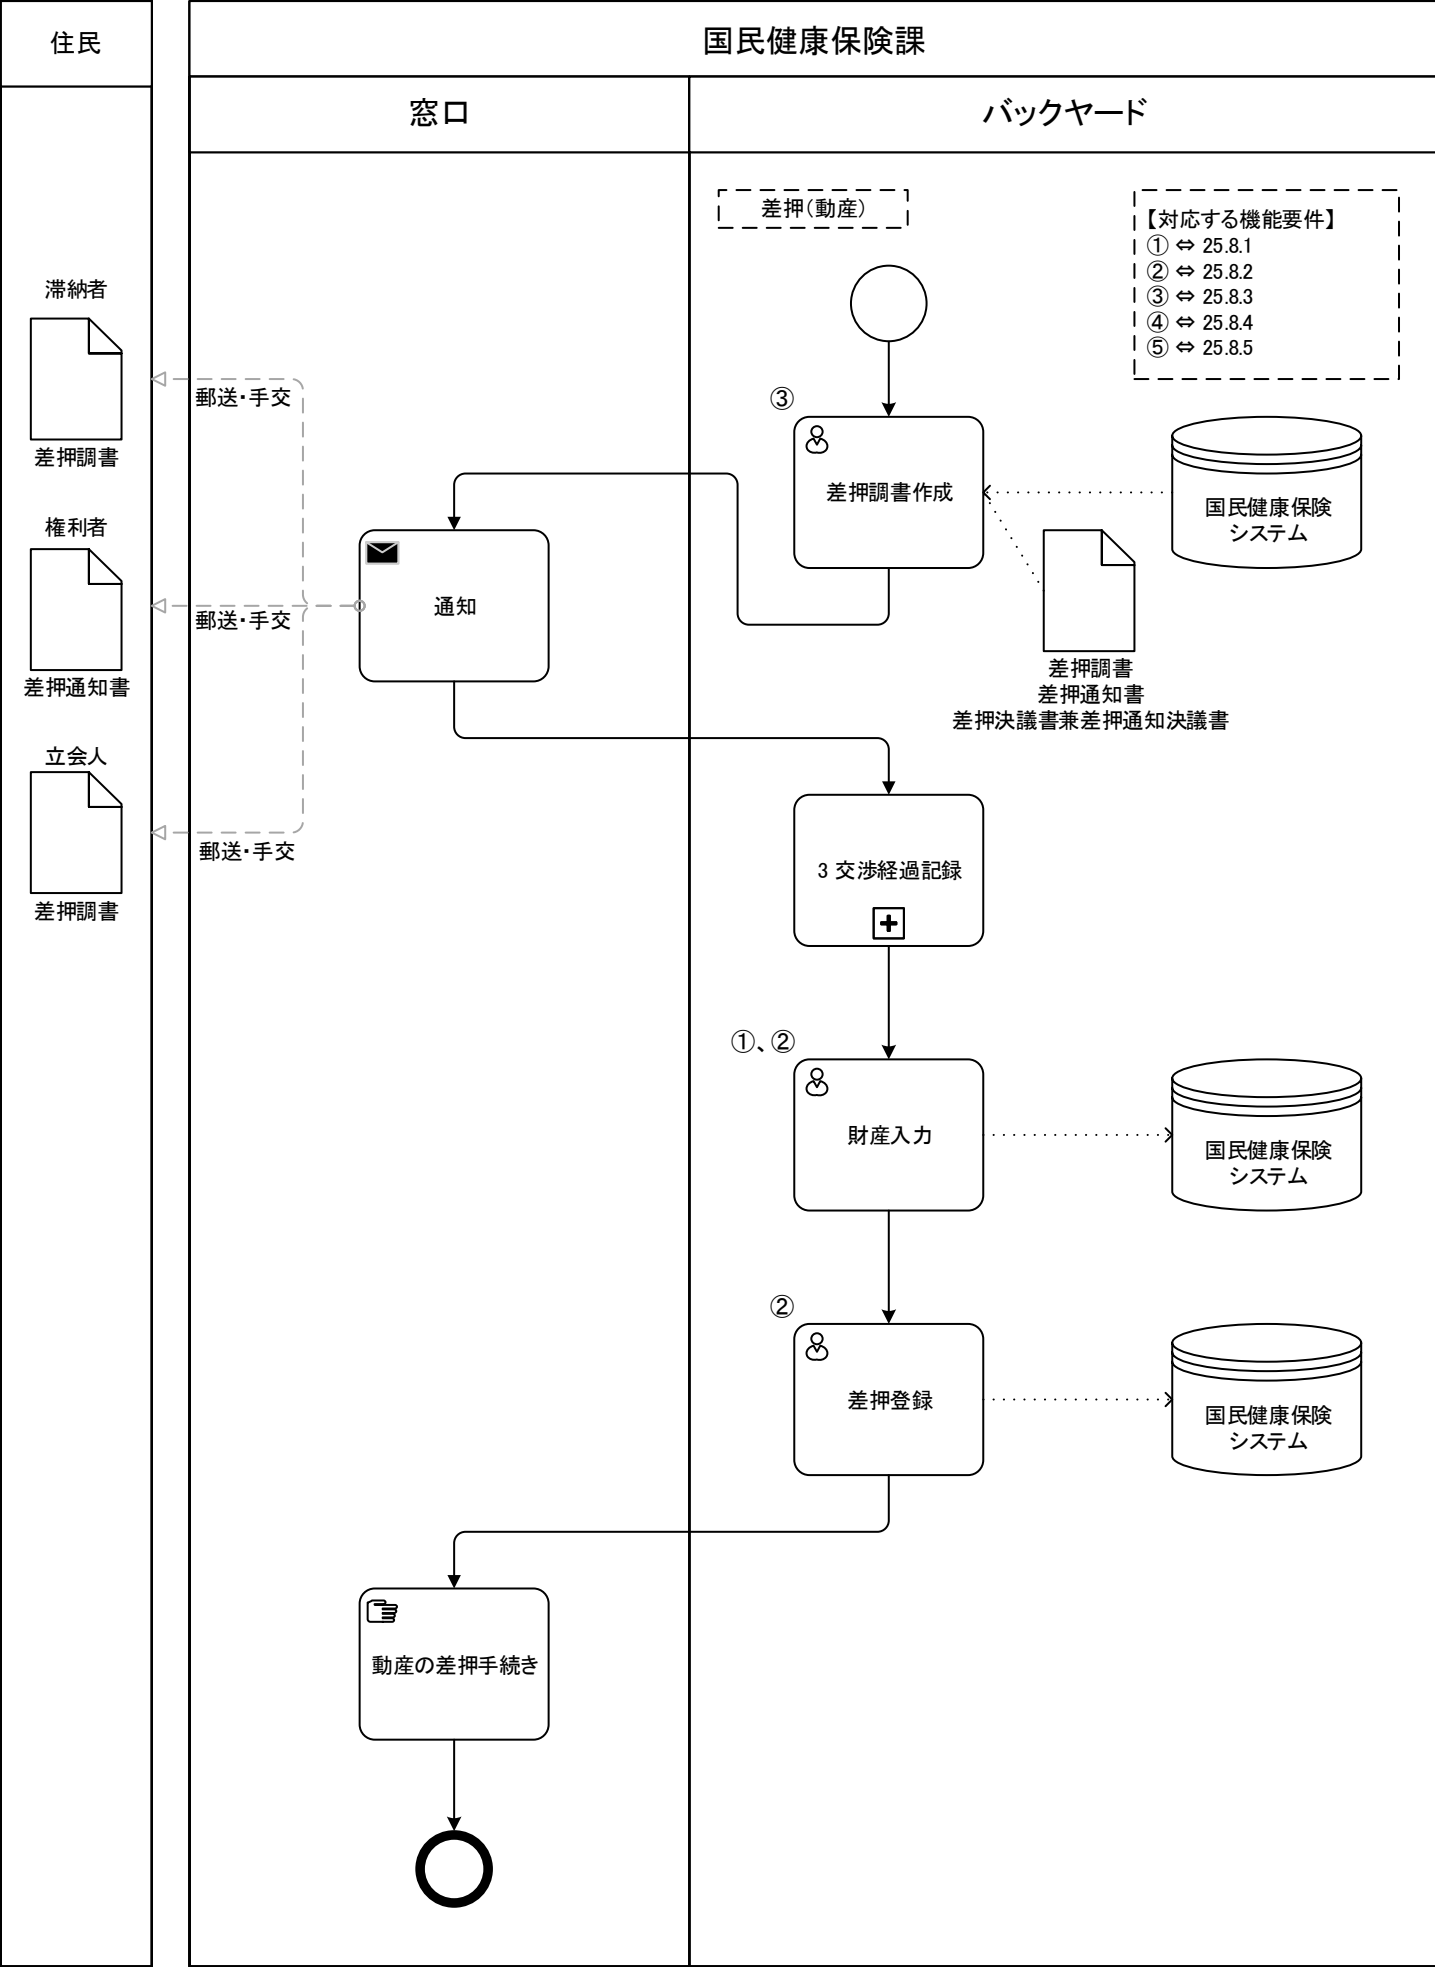 住民
国民健康保険課
窓口
バックヤード
差押(動産)
【対応する機能要件】
① ⇔ 25.8.1
② ⇔ 25.8.2
③ ⇔ 25.8.3
④ ⇔ 25.8.4
⑤ ⇔ 25.8.5
滞納者
差押調書
郵送・手交
権利者
差押通知書
郵送・手交
立会人
差押調書
郵送・手交
③
差押調書作成
国民健康保険
システム
差押調書
差押通知書
差押決議書兼差押通知決議書
通知
3 交渉経過記録
①、②
財産入力
国民健康保険
システム
②
差押登録
国民健康保険
システム
動産の差押手続き